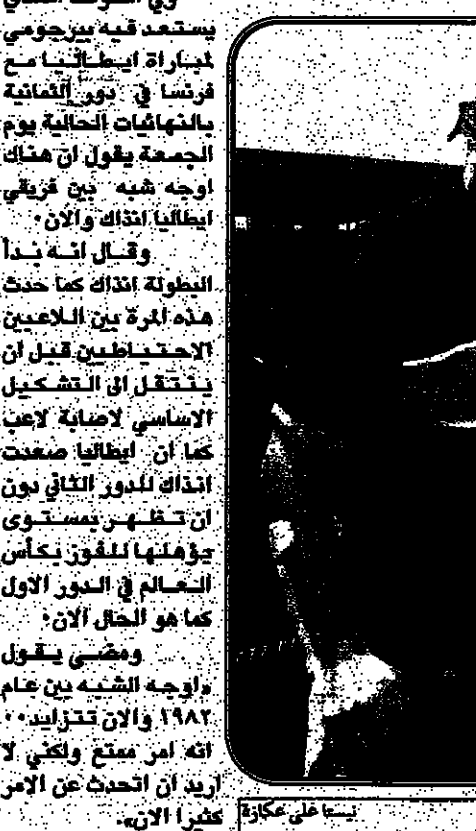 يستعد فيه بيرجومي
لمباراة ايطاليا مع
فرنسا في دور الثمانية
بالنهائيات الحالية يوم
الجمعة يقول ان هناك
اوجه شبه بين فريقي
ايطاليا انذاك والان.
وقال انه بدأ
البطولة انذاك كما حدث
هذه المرة بين اللاعبين
الاحتياطيين قبل ان
ينتقل الى التشكيل
الاساسي لاصابة لاعب
كما ان ايطاليا صعدت
انذاك للدور الثاني دون
ان تظهر بمستوى
يؤهلها للفوز بكأس
العالم في الدور الاول
كما هو الحال الان.
ومضى يقول
«اوجه الشبه بين عام
١٩٨٢ والان تتزايد..
انه امر ممتع ولكني لا
اريد ان اتحدث عن الامر
كثيرا الان».
نيستا على عكازة